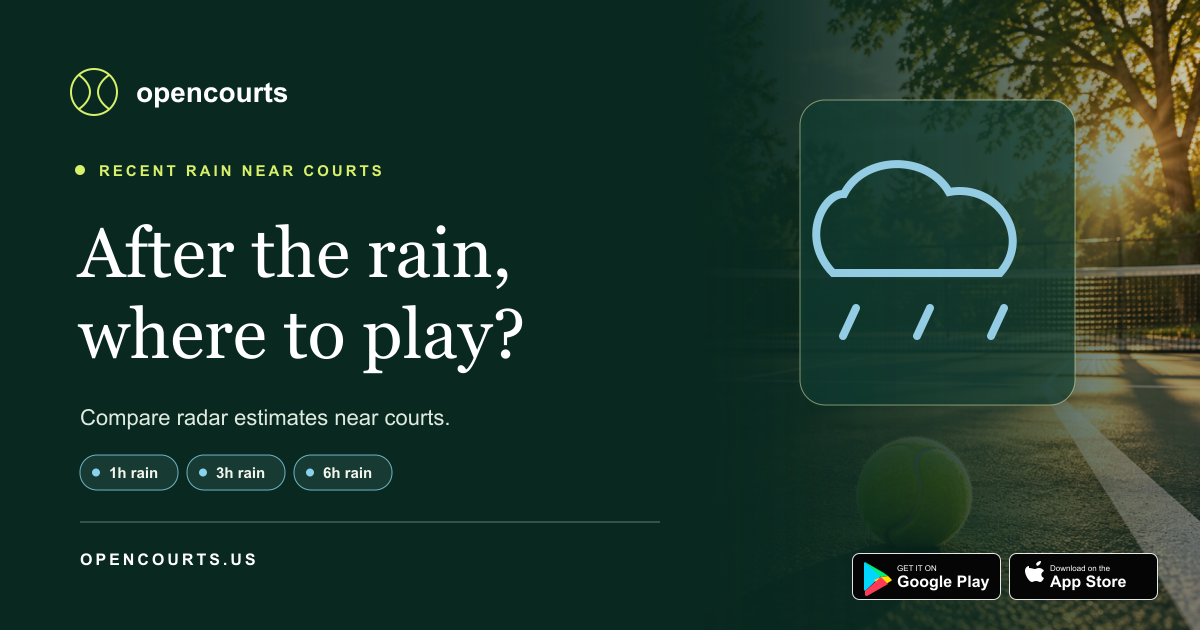 opencourts
RECENT RAIN NEAR COURTS
After the rain,
where to play?
Compare radar estimates near courts.
1h rain
3h rain
6h rain
OPENCOURTS.US
GET IT ON
Google Play
Download on the
App Store